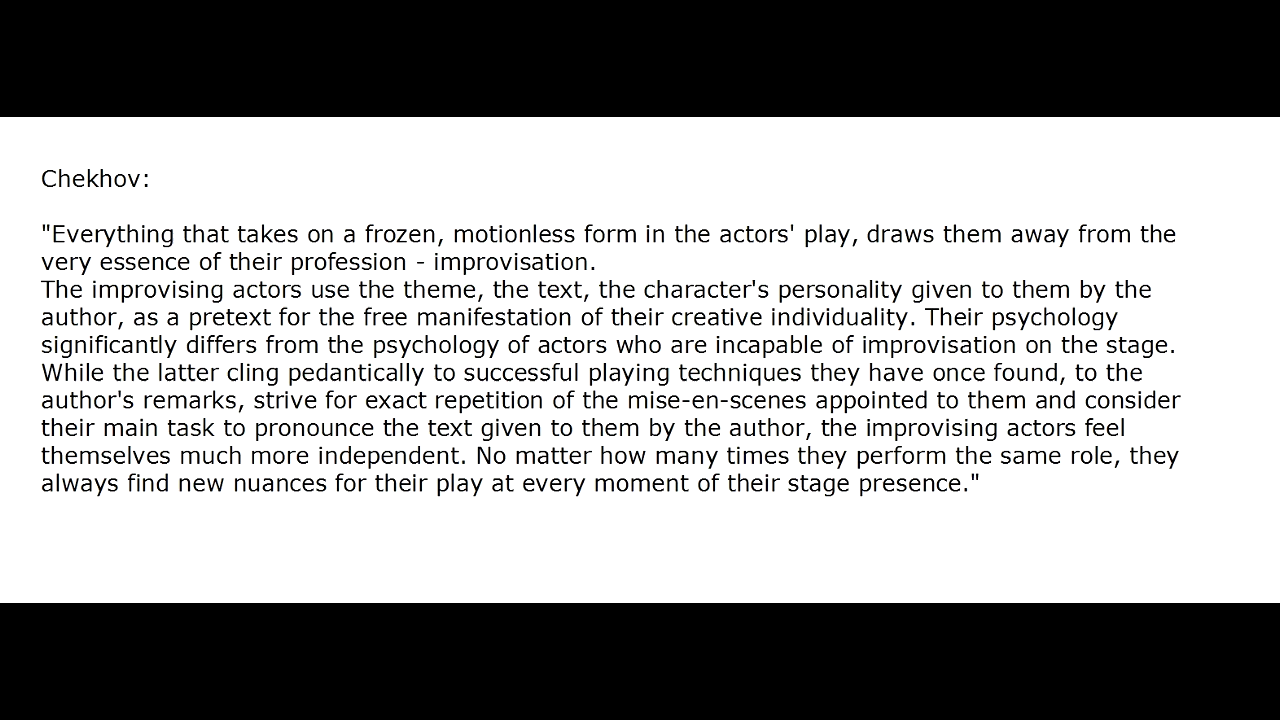 Chekhov:
"Everything that takes on a frozen, motionless form in the actors' play, draws them away from the
very essence of their profession - improvisation.
The improvising actors use the theme, the text, the character's personality given to them by the
author, as a pretext for the free manifestation of their creative individuality. Their psychology
significantly differs from the psychology of actors who are incapable of improvisation on the stage.
While the latter cling pedantically to successful playing techniques they have once found, to the
author's remarks, strive for exact repetition of the mise-en-scenes appointed to them and consider
their main task to pronounce the text given to them by the author, the improvising actors feel
themselves much more independent. No matter how many times they perform the same role, they
always find new nuances for their play at every moment of their stage presence."